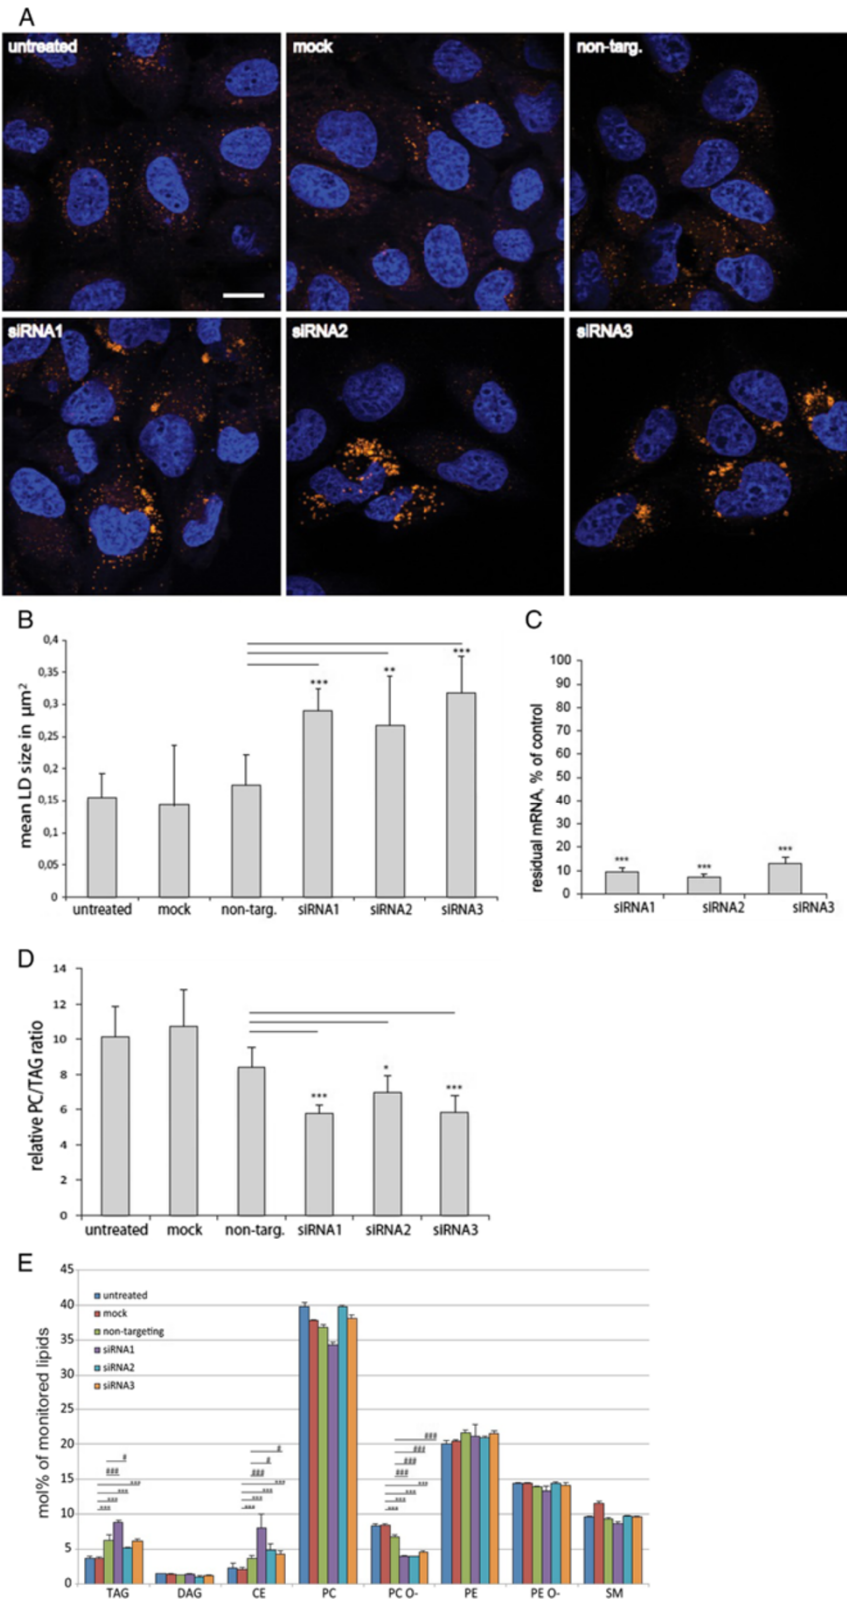 A
untreated
mock
non-targ.
siRNA1
siRNA2
siRNA3
B
mean LD size in µm²
0,4
0,35
0,3
0,25
0,2
0,15
0,1
0,05
0
***
**
***
untreated
mock
non-targ.
siRNA1
siRNA2
siRNA3
C
residual mRNA, % of control
100
90
80
70
60
50
40
30
20
10
0
***
***
***
siRNA1
siRNA2
siRNA3
D
relative PC/TAG ratio
14
12
10
8
6
4
2
0
***
*
***
untreated
mock
non-targ.
siRNA1
siRNA2
siRNA3
E
mol% of monitored lipids
45
40
35
30
25
20
15
10
5
0
untreated
mock
non-targeting
siRNA1
siRNA2
siRNA3
#
###
***
***
***
***
#
#
###
***
***
***
***
###
###
###
###
***
***
***
***
TAG
DAG
CE
PC
PC O-
PE
PE O-
SM